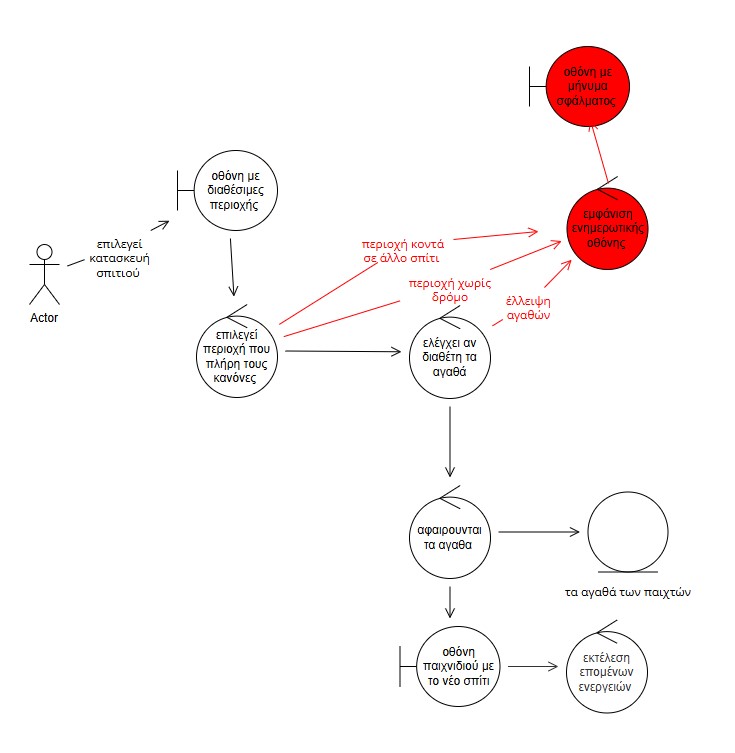 οθόνη με
μήνυμα
σφάλματος
οθόνη με
διαθέσιμες
περιοχής
εμφάνιση
ενημερωτικής
οθόνης
επιλεγεί
κατασκευή
σπιτιού
Actor
περιοχή κοντά
σε άλλο σπίτι
περιοχή χωρίς
δρόμο
έλλειψη
αγαθών
επιλεγεί
περιοχή που
πλήρη τους
κανόνες
ελέγχει αν
διαθέτη τα
αγαθά
αφαιρουνται
τα αγαθα
τα αγαθά των παιχτών
οθόνη
παιχνιδιού με
το νέο σπίτι
εκτέλεση
επομένων
ενεργειών